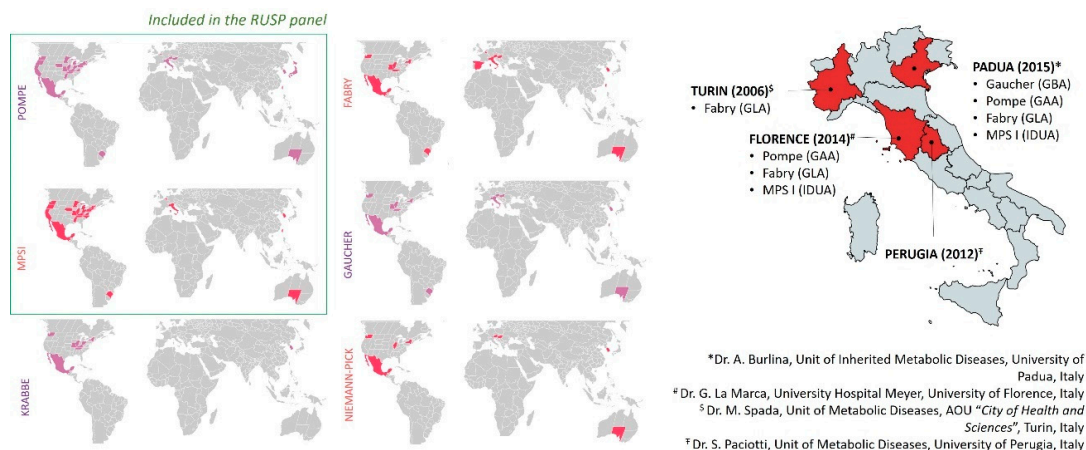 Included in the RUSP panel
POMPE
FABRY
MPSI
GAUCHER
KRABBE
NIEMANN-PICK
TURIN (2006)$
• Fabry (GLA)
PADUA (2015)*
• Gaucher (GBA)
• Pompe (GAA)
• Fabry (GLA)
• MPS I (IDUA)
FLORENCE (2014)#
• Pompe (GAA)
• Fabry (GLA)
• MPS I (IDUA)
PERUGIA (2012)Ŧ
*Dr. A. Burlina, Unit of Inherited Metabolic Diseases, University of
Padua, Italy
# Dr. G. La Marca, University Hospital Meyer, University of Florence, Italy
$ Dr. M. Spada, Unit of Metabolic Diseases, AOU “City of Health and
Sciences”, Turin, Italy
Ŧ Dr. S. Paciotti, Unit of Metabolic Diseases, University of Perugia, Italy